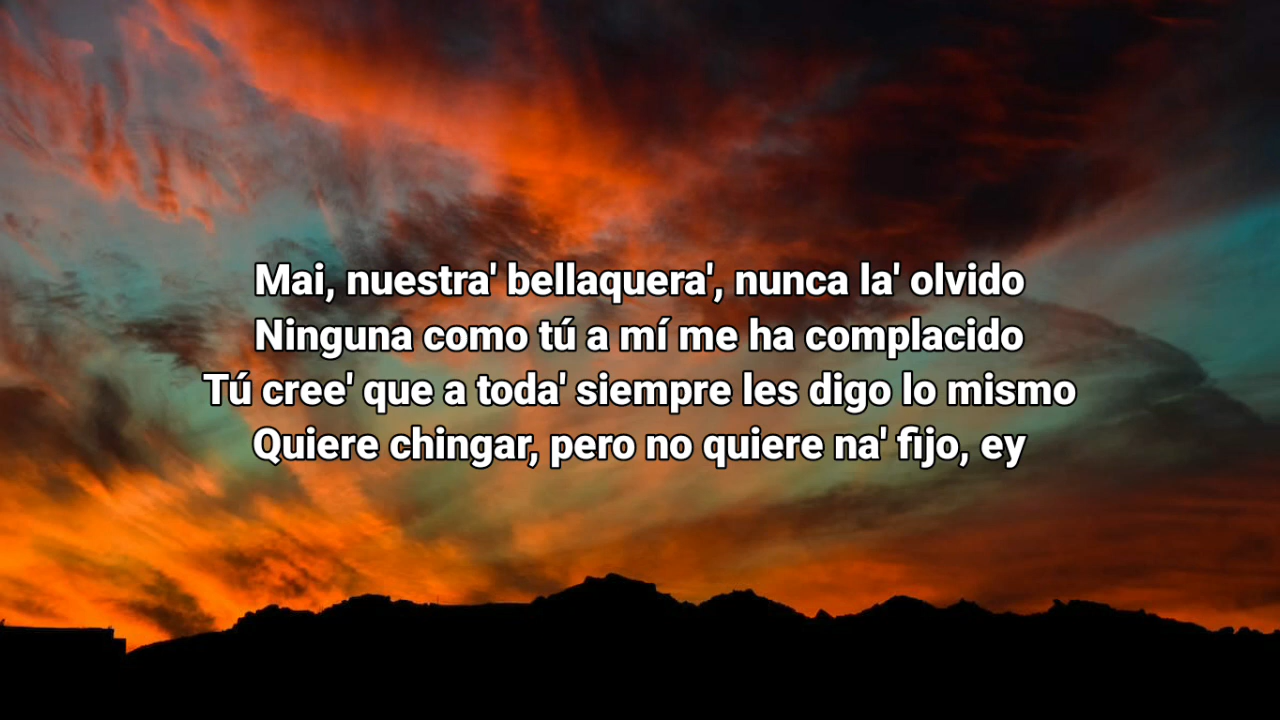 Mai, nuestra' bellaquera', nunca la' olvido
Ninguna como tú a mí me ha complacido
Tú cree' que a toda' siempre les digo lo mismo
Quiere chingar, pero no quiere na' fijo, ey